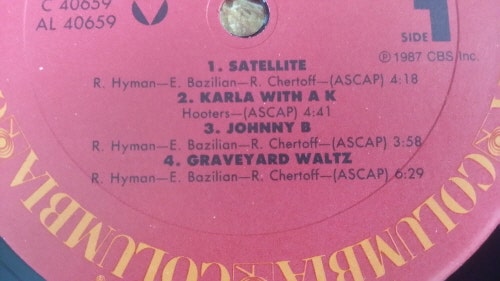 C 40659
AL 40659
1
SIDE
Ⓟ 1987 CBS Inc.
1. SATELLITE
R. Hyman—E. Bazilian—R. Chertoff—(ASCAP) 4:18
2. KARLA WITH A K
Hooters—(ASCAP) 4:41
3. JOHNNY B
R. Hyman—E. Bazilian—R. Chertoff—(ASCAP) 3:58
4. GRAVEYARD WALTZ
R. Hyman—E. Bazilian—R. Chertoff—(ASCAP) 6:29
COLUMBIA
COLUMBIA
COLUMBIA